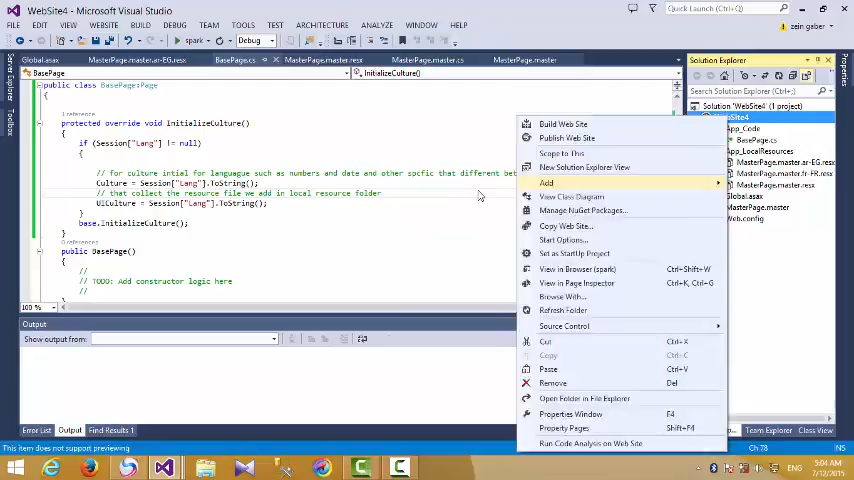 WebSite4 - Microsoft Visual Studio
Quick Launch (Ctrl+Q)
FILE EDIT VIEW WEBSITE BUILD DEBUG TEAM TOOLS TEST ARCHITECTURE ANALYZE WINDOW HELP
zein gaber
spark Debug
Server Explorer
Toolbox
Global.asax MasterPage.master.ar-EG.resx BasePage.cs MasterPage.master.resx MasterPage.master.cs MasterPage.master
BasePage InitializeCulture()
public class BasePage:Page
{
1 reference
protected override void InitializeCulture()
{
if (Session["Lang"] != null)
{
// for culture intial for languague such as numbers and date and other spcfic that different bet
Culture = Session["Lang"].ToString();
// that collect the resource file we add in local resource folder
UICulture = Session["Lang"].ToString();
}
base.InitializeCulture();
}
0 references
public BasePage()
{
//
// TODO: Add constructor logic here
//
100 %
Output
Show output from:
Error List Output Find Results 1
This item does not support previewing
Ch 78
Build Web Site
Publish Web Site
Scope to This
New Solution Explorer View
Add
View Class Diagram
Manage NuGet Packages...
Copy Web Site...
Start Options...
Set as StartUp Project
View in Browser (spark) Ctrl+Shift+W
View in Page Inspector Ctrl+K, Ctrl+G
Browse With...
Refresh Folder
Source Control
Cut Ctrl+X
Copy Ctrl+C
Paste Ctrl+V
Remove Del
Open Folder in File Explorer
Properties Window F4
Property Pages Shift+F4
Run Code Analysis on Web Site
Solution Explorer
Search Solution Explorer (Ctrl+;)
Solution 'WebSite4' (1 project)
WebSite4
App_Code
BasePage.cs
App_LocalResources
MasterPage.master.ar-EG.resx
MasterPage.master.fr-FR.resx
MasterPage.master.resx
Global.asax
MasterPage.master
Web.config
Team Explorer Class View
Properties
ENG
5:04 AM
7/12/2015